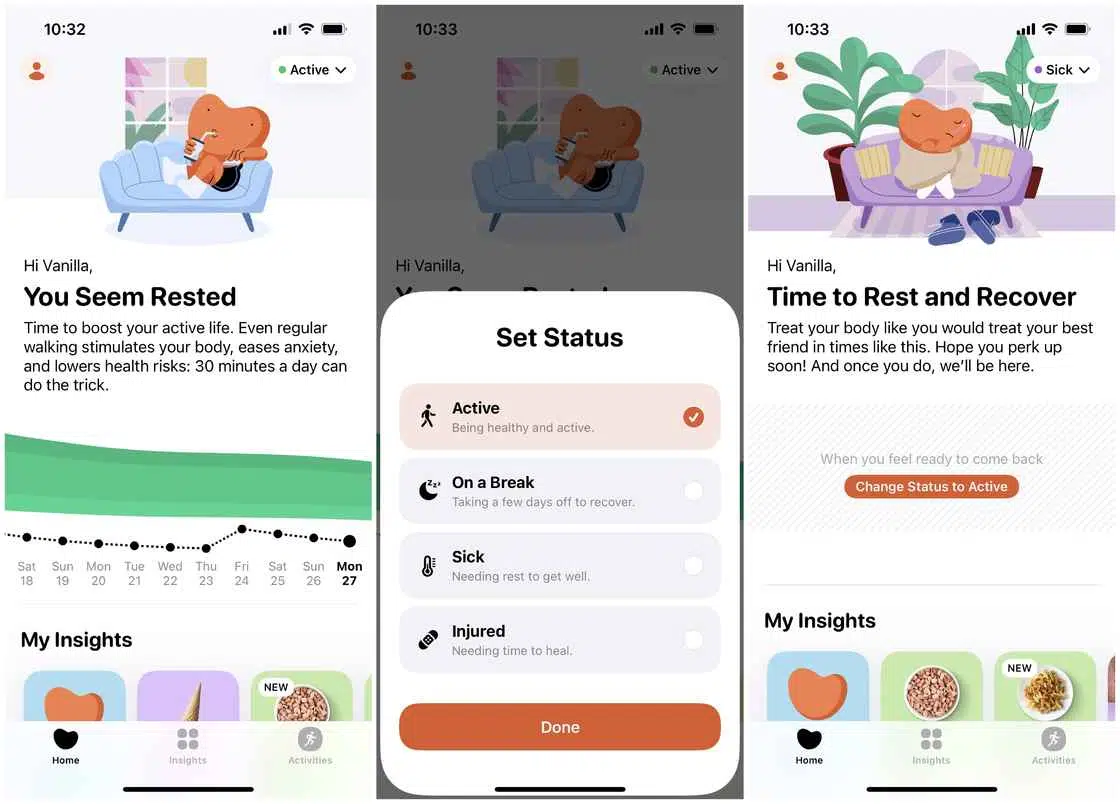 10:32
Active
Hi Vanilla,
You Seem Rested
Time to boost your active life. Even regular
walking stimulates your body, eases anxiety,
and lowers health risks: 30 minutes a day can
do the trick.
Sat Sun Mon Tue Wed Thu Fri Sat Sun Mon
18 19 20 21 22 23 24 25 26 27
My Insights
NEW
Home Insights Activities
10:33
Active
Hi Vanilla,
Set Status
Active
Being healthy and active.
On a Break
Taking a few days off to recover.
Sick
Needing rest to get well.
Injured
Needing time to heal.
Done
10:33
Sick
Hi Vanilla,
Time to Rest and Recover
Treat your body like you would treat your best
friend in times like this. Hope you perk up
soon! And once you do, we’ll be here.
When you feel ready to come back
Change Status to Active
My Insights
NEW
Home Insights Activities